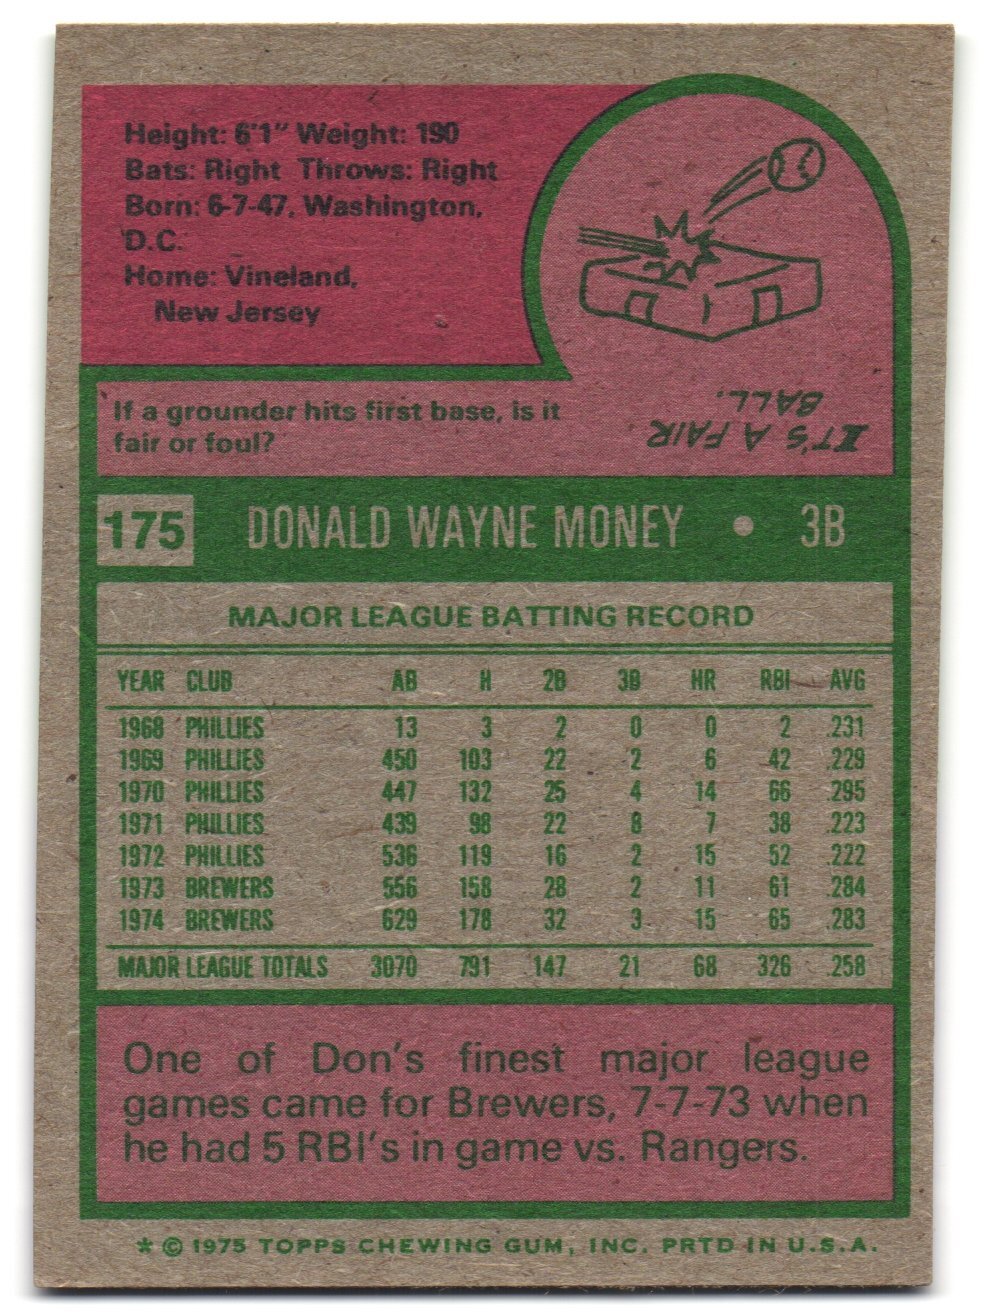 Height: 6'1" Weight: 190
Bats: Right Throws: Right
Born: 6-7-47, Washington,
D.C.
Home: Vineland,
New Jersey
If a grounder hits first base, is it
fair or foul?
IT'S A FAIR
BALL.
175 DONALD WAYNE MONEY • 3B
MAJOR LEAGUE BATTING RECORD
YEAR CLUB AB H 2B 3B HR RBI AVG
1968 PHILLIES 13 3 2 0 0 2 .231
1969 PHILLIES 450 103 22 2 6 42 .229
1970 PHILLIES 447 132 25 4 14 66 .295
1971 PHILLIES 439 98 22 8 7 38 .223
1972 PHILLIES 536 119 16 2 15 52 .222
1973 BREWERS 556 158 28 2 11 61 .284
1974 BREWERS 629 178 32 3 15 65 .283
MAJOR LEAGUE TOTALS 3070 791 147 21 68 326 .258
One of Don's finest major league
games came for Brewers, 7-7-73 when
he had 5 RBI's in game vs. Rangers.
* © 1975 TOPPS CHEWING GUM, INC. PRTD IN U.S.A.